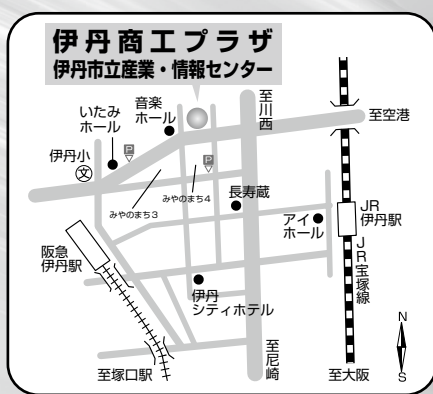 伊丹商工プラザ
伊丹市立産業・情報センター
音楽
ホール
いたみ
ホール
伊丹小
文
P
P
至川西
至空港
みやのまち3
みやのまち4
長寿蔵
アイ
ホール
JR
伊丹駅
JR宝塚線
阪急
伊丹駅
伊丹
シティホテル
至塚口駅
至尼崎
至大阪
N
S